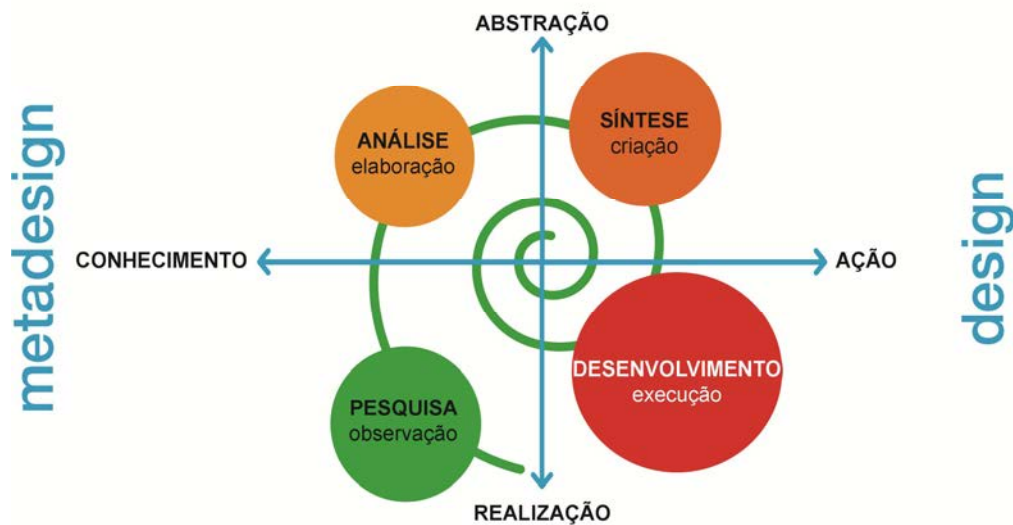 ABSTRAÇÃO
metadesign
ANÁLISE
elaboração
SÍNTESE
criação
CONHECIMENTO
AÇÃO
design
PESQUISA
observação
DESENVOLVIMENTO
execução
REALIZAÇÃO